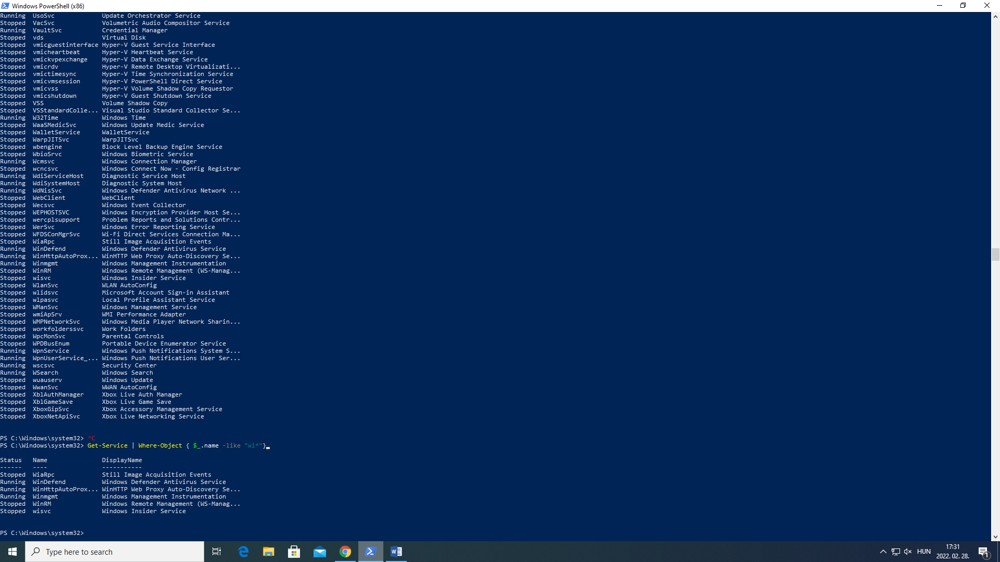 Windows PowerShell (x86)
Running  UsoSvc             Update Orchestrator Service
Stopped  VacSvc             Volumetric Audio Compositor Service
Running  VaultSvc           Credential Manager
Stopped  vds                Virtual Disk
Stopped  vmicguestinterface Hyper-V Guest Service Interface
Stopped  vmicheartbeat      Hyper-V Heartbeat Service
Stopped  vmickvpexchange    Hyper-V Data Exchange Service
Stopped  vmicrdv            Hyper-V Remote Desktop Virtualizati...
Stopped  vmictimesync       Hyper-V Time Synchronization Service
Stopped  vmicvmsession      Hyper-V PowerShell Direct Service
Stopped  vmicvss            Hyper-V Volume Shadow Copy Requestor
Stopped  vmicshutdown       Hyper-V Guest Shutdown Service
Stopped  VSS                Volume Shadow Copy
Stopped  VSStandardColle... Visual Studio Standard Collector Se...
Running  W32Time            Windows Time
Stopped  WaaSMedicSvc       Windows Update Medic Service
Stopped  WalletService      WalletService
Stopped  WarpJITSvc         WarpJITSvc
Stopped  wbengine           Block Level Backup Engine Service
Stopped  WbioSrvc           Windows Biometric Service
Running  Wcmsvc             Windows Connection Manager
Stopped  wcncsvc            Windows Connect Now - Config Registrar
Running  WdiServiceHost     Diagnostic Service Host
Running  WdiSystemHost      Diagnostic System Host
Running  WdNisSvc           Windows Defender Antivirus Network ...
Stopped  WebClient          WebClient
Stopped  Wecsvc             Windows Event Collector
Stopped  WEPHOSTSVC         Windows Encryption Provider Host Se...
Stopped  wercplsupport      Problem Reports and Solutions Contr...
Stopped  WerSvc             Windows Error Reporting Service
Stopped  WFDSConMgrSvc      Wi-Fi Direct Services Connection Ma...
Stopped  WiaRpc             Still Image Acquisition Events
Running  WinDefend          Windows Defender Antivirus Service
Running  WinHttpAutoProx... WinHTTP Web Proxy Auto-Discovery Se...
Running  Winmgmt            Windows Management Instrumentation
Stopped  WinRM              Windows Remote Management (WS-Manag...
Stopped  wisvc              Windows Insider Service
Stopped  WlanSvc            WLAN AutoConfig
Stopped  wlidsvc            Microsoft Account Sign-in Assistant
Stopped  wlpasvc            Local Profile Assistant Service
Stopped  WManSvc            Windows Management Service
Stopped  wmiApSrv           WMI Performance Adapter
Stopped  WMPNetworkSvc      Windows Media Player Network Sharin...
Stopped  workfolderssvc     Work Folders
Stopped  WpcMonSvc          Parental Controls
Stopped  WPDBusEnum         Portable Device Enumerator Service
Running  WpnService         Windows Push Notifications System S...
Running  WpnUserService_... Windows Push Notifications User Ser...
Running  wscsvc             Security Center
Running  WSearch            Windows Search
Stopped  wuauserv           Windows Update
Stopped  WwanSvc            WWAN AutoConfig
Stopped  XblAuthManager     Xbox Live Auth Manager
Stopped  XblGameSave        Xbox Live Game Save
Stopped  XboxGipSvc         Xbox Accessory Management Service
Stopped  XboxNetApiSvc      Xbox Live Networking Service
PS C:\Windows\system32> ^C
PS C:\Windows\system32> Get-Service | Where-Object { $_.name -like "wi*"}
Status   Name               DisplayName
------   ----               -----------
Stopped  WiaRpc             Still Image Acquisition Events
Running  WinDefend          Windows Defender Antivirus Service
Running  WinHttpAutoProx... WinHTTP Web Proxy Auto-Discovery Se...
Running  Winmgmt            Windows Management Instrumentation
Stopped  WinRM              Windows Remote Management (WS-Manag...
Stopped  wisvc              Windows Insider Service
PS C:\Windows\system32>
Type here to search
HUN
17:31
2022. 02. 28.
1